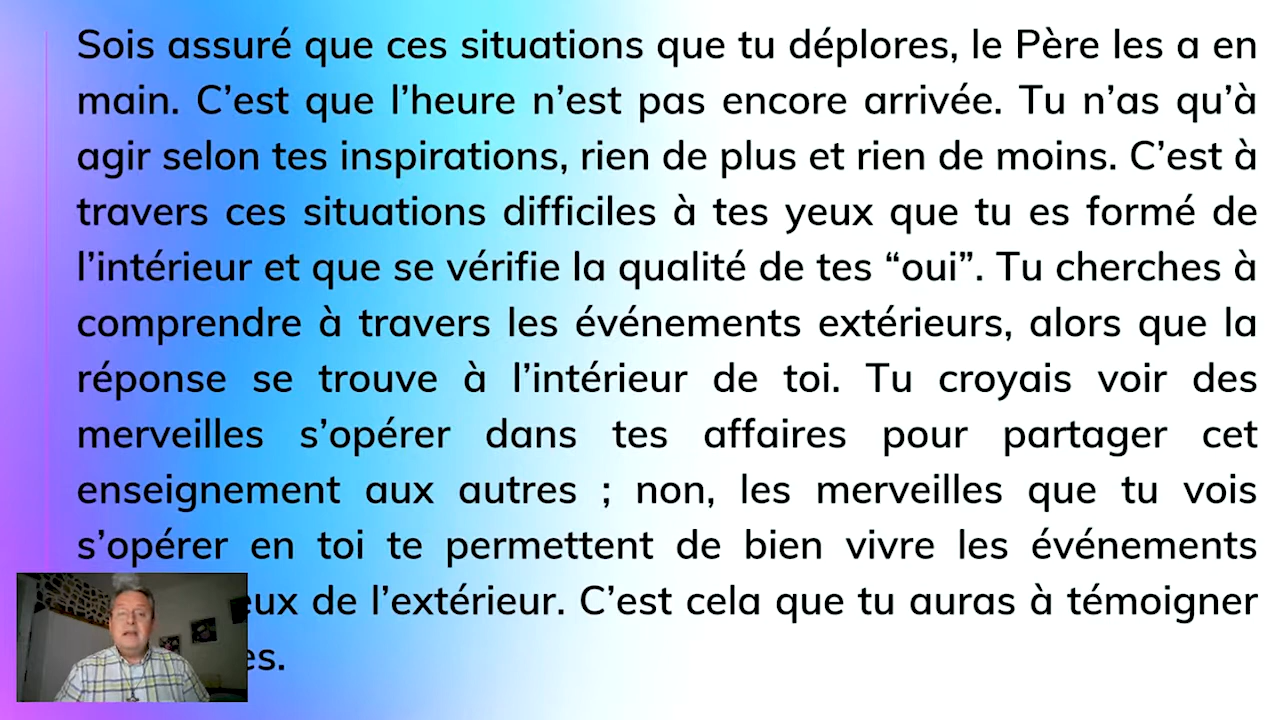 Sois assuré que ces situations que tu déplores, le Père les a en
main. C’est que l’heure n’est pas encore arrivée. Tu n’as qu’à
agir selon tes inspirations, rien de plus et rien de moins. C’est à
travers ces situations difficiles à tes yeux que tu es formé de
l’intérieur et que se vérifie la qualité de tes “oui”. Tu cherches à
comprendre à travers les événements extérieurs, alors que la
réponse se trouve à l’intérieur de toi. Tu croyais voir des
merveilles s’opérer dans tes affaires pour partager cet
enseignement aux autres ; non, les merveilles que tu vois
s’opérer en toi te permettent de bien vivre les événements
de l’extérieur. C’est cela que tu auras à témoigner